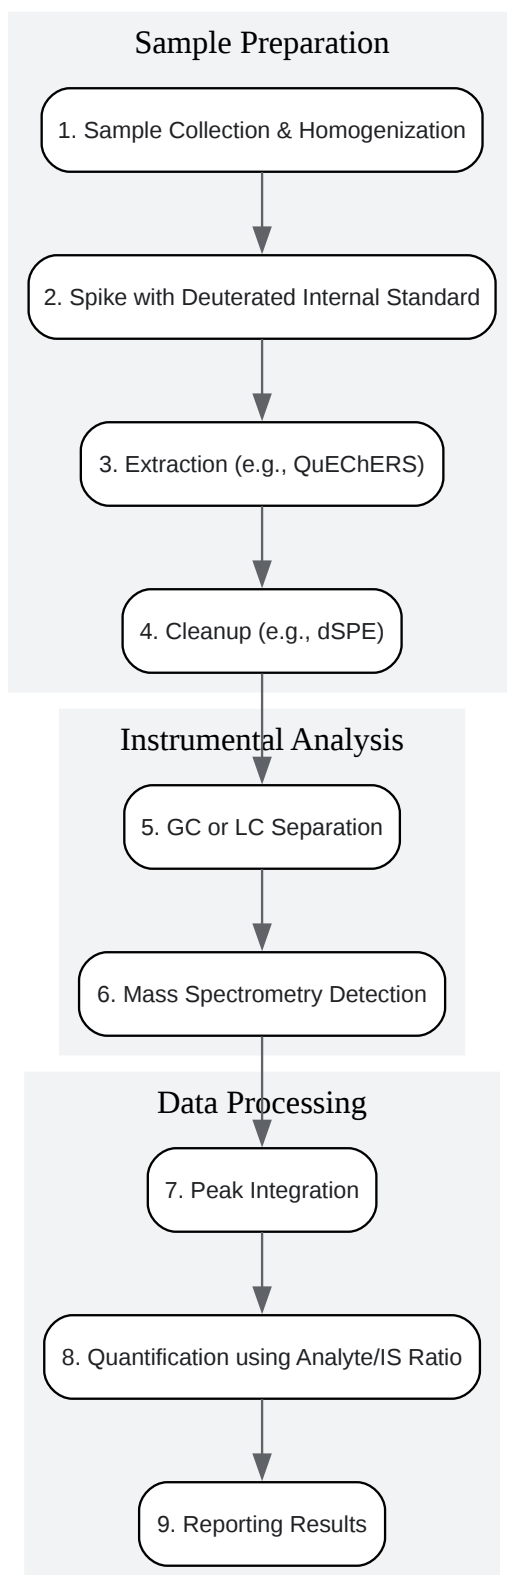 Sample Preparation
1. Sample Collection & Homogenization
2. Spike with Deuterated Internal Standard
3. Extraction (e.g., QuEChERS)
4. Cleanup (e.g., dSPE)
Instrumental Analysis
5. GC or LC Separation
6. Mass Spectrometry Detection
Data Processing
7. Peak Integration
8. Quantification using Analyte/IS Ratio
9. Reporting Results